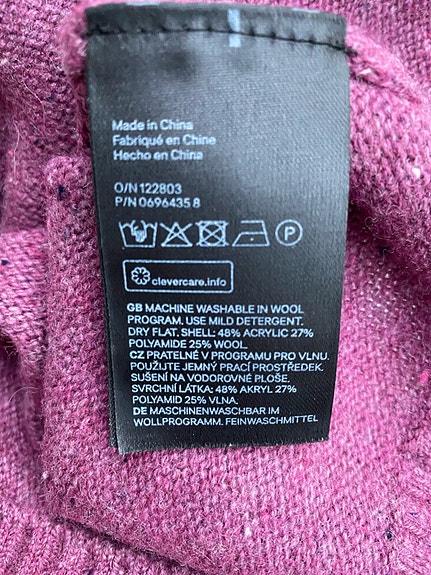 Made in China
Fabriqué en Chine
Hecho en China
O/N 122803
P/N 0696435 8
P
clevercare.info
GB MACHINE WASHABLE IN WOOL
PROGRAM. USE MILD DETERGENT.
DRY FLAT. SHELL: 48% ACRYLIC 27%
POLYAMIDE 25% WOOL.
CZ PRATELNÉ V PROGRAMU PRO VLNU.
POUŽIJTE JEMNÝ PRACÍ PROSTŘEDEK.
SUŠENÍ NA VODOROVNÉ PLOŠE.
SVRCHNÍ LÁTKA: 48% AKRYL 27%
POLYAMID 25% VLNA.
DE MASCHINENWASCHBAR IM
WOLLPROGRAMM. FEINWASCHMITTEL